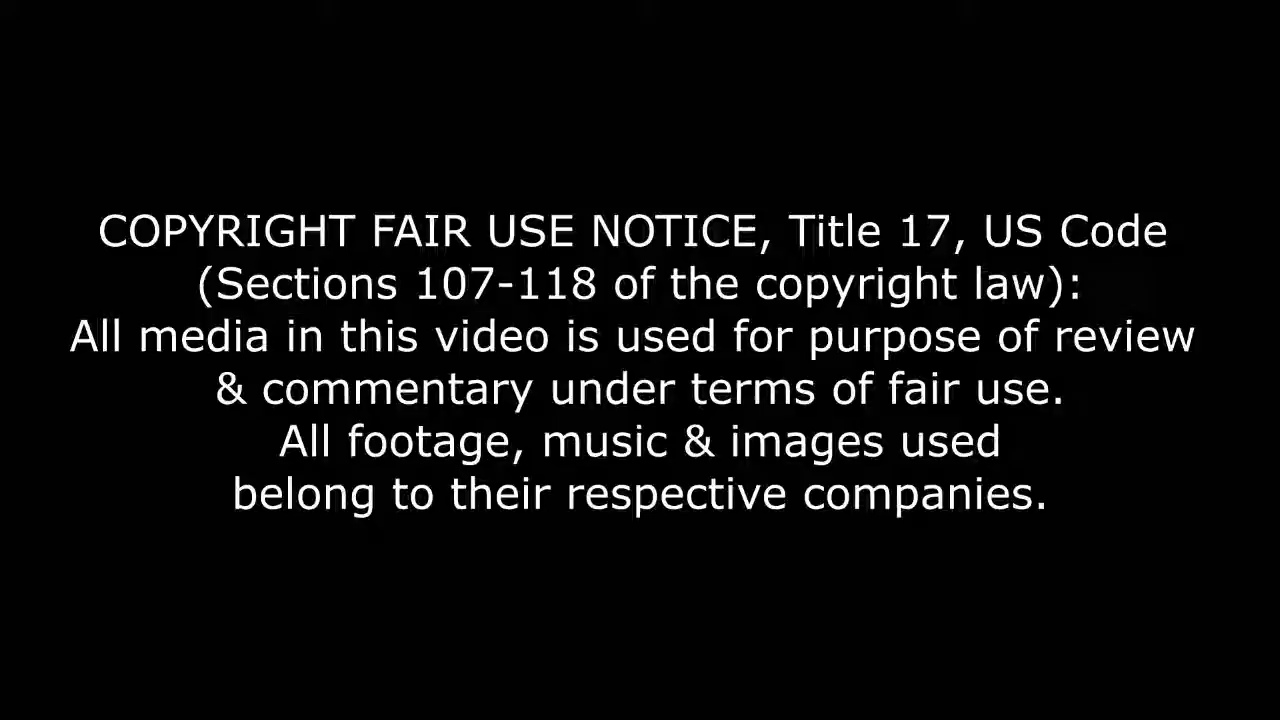 COPYRIGHT FAIR USE NOTICE, Title 17, US Code
(Sections 107-118 of the copyright law):
All media in this video is used for purpose of review
& commentary under terms of fair use.
All footage, music & images used
belong to their respective companies.